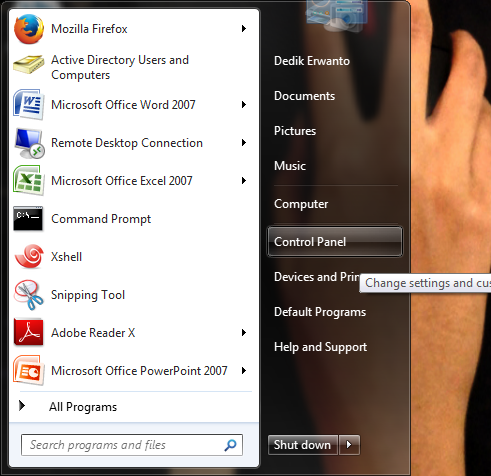 Mozilla Firefox
Active Directory Users and
Computers
Microsoft Office Word 2007
Remote Desktop Connection
Microsoft Office Excel 2007
C:\_
Command Prompt
Xshell
Snipping Tool
Adobe Reader X
Microsoft Office PowerPoint 2007
All Programs
Search programs and files
Dedik Erwanto
Documents
Pictures
Music
Computer
Control Panel
Devices and Prin
Change settings and cus
Default Programs
Help and Support
Shut down